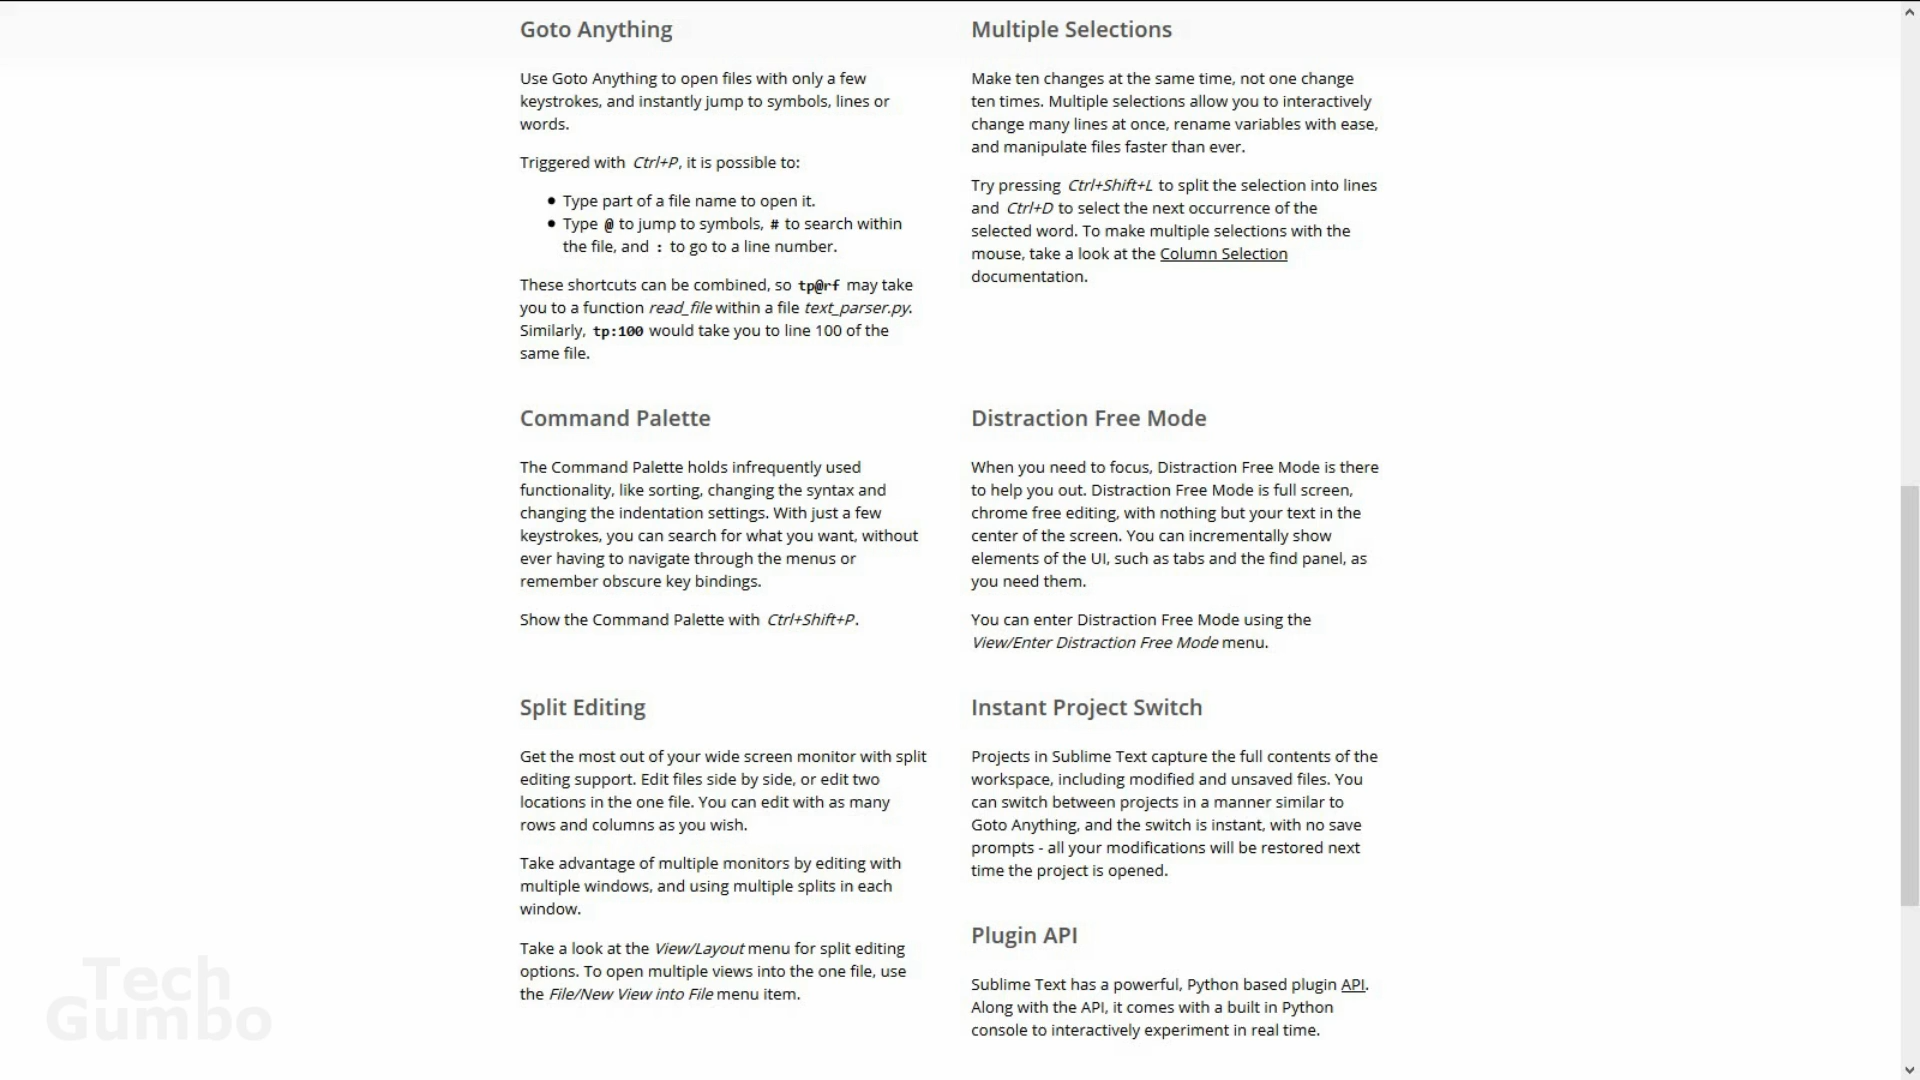 Goto Anything
Use Goto Anything to open files with only a few
keystrokes, and instantly jump to symbols, lines or
words.
Triggered with Ctrl+P, it is possible to:
• Type part of a file name to open it.
• Type @ to jump to symbols, # to search within
the file, and : to go to a line number.
These shortcuts can be combined, so tp@rf may take
you to a function read_file within a file text_parser.py.
Similarly, tp:100 would take you to line 100 of the
same file.
Multiple Selections
Make ten changes at the same time, not one change
ten times. Multiple selections allow you to interactively
change many lines at once, rename variables with ease,
and manipulate files faster than ever.
Try pressing Ctrl+Shift+L to split the selection into lines
and Ctrl+D to select the next occurrence of the
selected word. To make multiple selections with the
mouse, take a look at the Column Selection
documentation.
Command Palette
The Command Palette holds infrequently used
functionality, like sorting, changing the syntax and
changing the indentation settings. With just a few
keystrokes, you can search for what you want, without
ever having to navigate through the menus or
remember obscure key bindings.
Show the Command Palette with Ctrl+Shift+P.
Distraction Free Mode
When you need to focus, Distraction Free Mode is there
to help you out. Distraction Free Mode is full screen,
chrome free editing, with nothing but your text in the
center of the screen. You can incrementally show
elements of the UI, such as tabs and the find panel, as
you need them.
You can enter Distraction Free Mode using the
View/Enter Distraction Free Mode menu.
Split Editing
Get the most out of your wide screen monitor with split
editing support. Edit files side by side, or edit two
locations in the one file. You can edit with as many
rows and columns as you wish.
Take advantage of multiple monitors by editing with
multiple windows, and using multiple splits in each
window.
Take a look at the View/Layout menu for split editing
options. To open multiple views into the one file, use
the File/New View into File menu item.
Instant Project Switch
Projects in Sublime Text capture the full contents of the
workspace, including modified and unsaved files. You
can switch between projects in a manner similar to
Goto Anything, and the switch is instant, with no save
prompts - all your modifications will be restored next
time the project is opened.
Plugin API
Sublime Text has a powerful, Python based plugin API.
Along with the API, it comes with a built in Python
console to interactively experiment in real time.
Tech
Gumbo